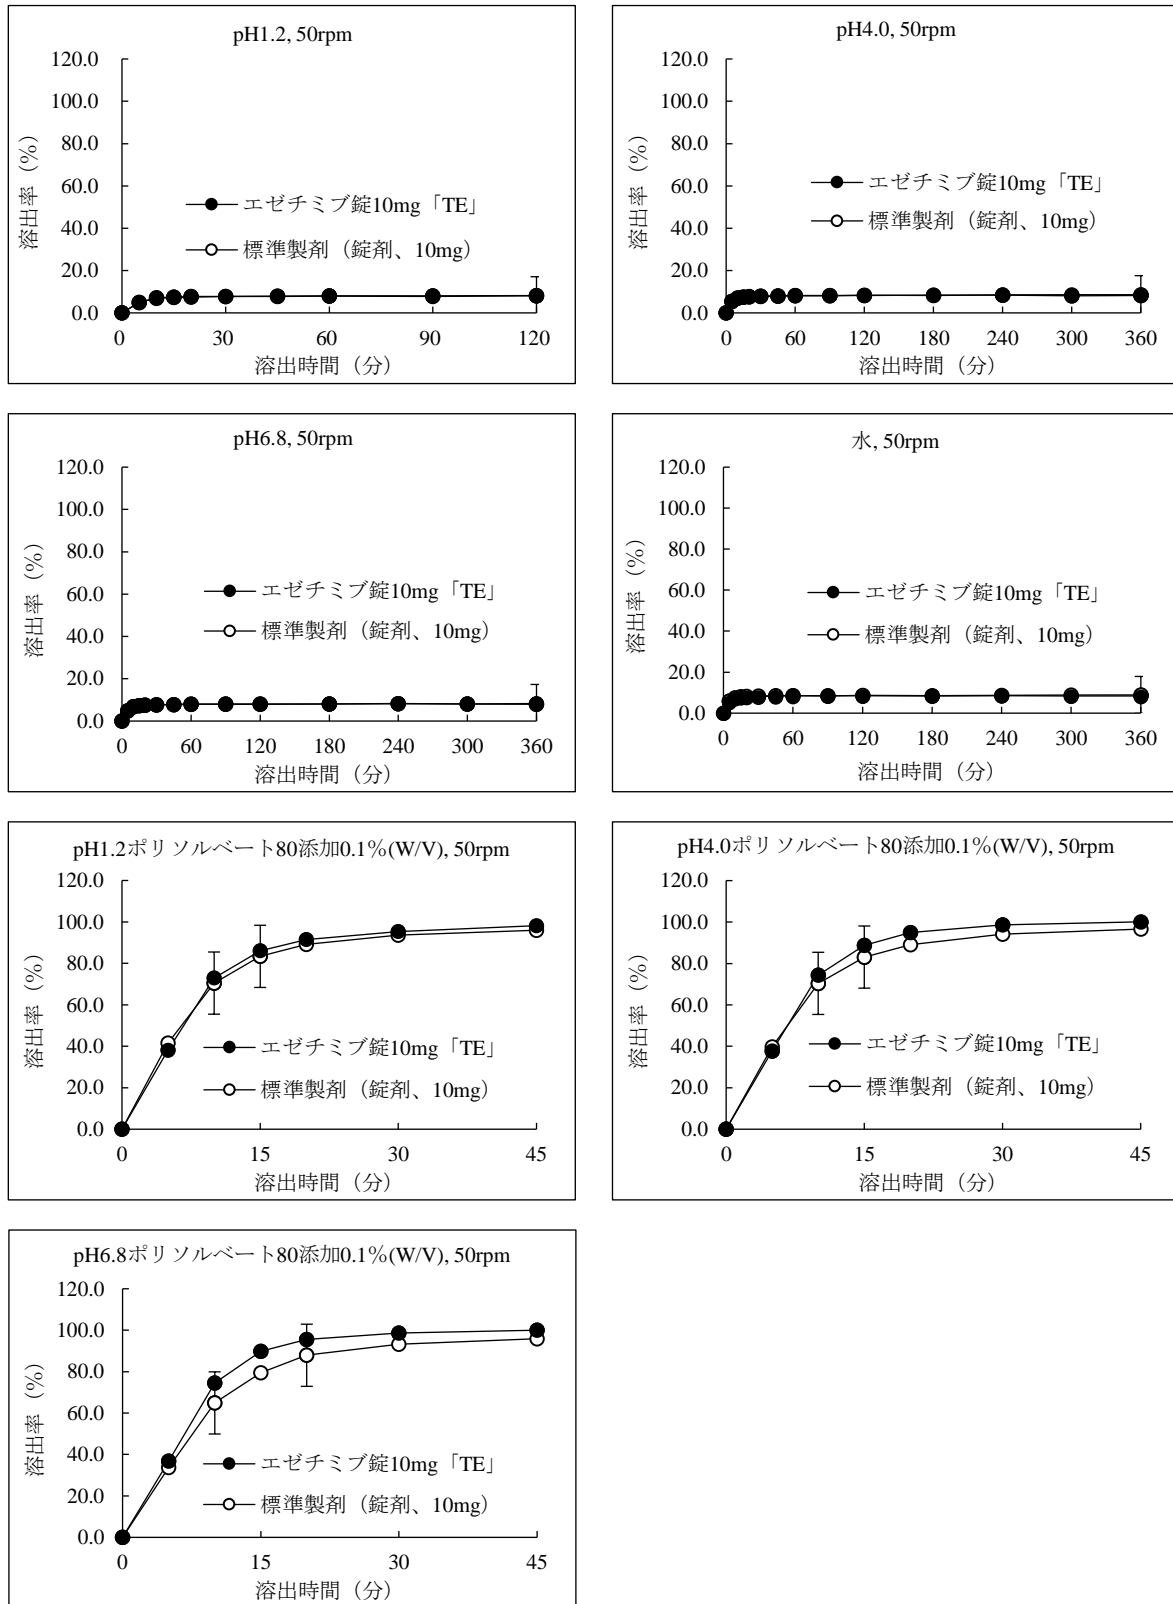 pH1.2, 50rpm
120.0
100.0
80.0
60.0
40.0
20.0
0.0
溶出率（%）
エゼチミブ錠10mg「TE」
標準製剤（錠剤、10mg）
0 30 60 90 120
溶出時間（分）
pH4.0, 50rpm
120.0
100.0
80.0
60.0
40.0
20.0
0.0
溶出率（%）
エゼチミブ錠10mg「TE」
標準製剤（錠剤、10mg）
0 60 120 180 240 300 360
溶出時間（分）
pH6.8, 50rpm
120.0
100.0
80.0
60.0
40.0
20.0
0.0
溶出率（%）
エゼチミブ錠10mg「TE」
標準製剤（錠剤、10mg）
0 60 120 180 240 300 360
溶出時間（分）
水, 50rpm
120.0
100.0
80.0
60.0
40.0
20.0
0.0
溶出率（%）
エゼチミブ錠10mg「TE」
標準製剤（錠剤、10mg）
0 60 120 180 240 300 360
溶出時間（分）
pH1.2ポリソルベート80添加0.1%(W/V), 50rpm
120.0
100.0
80.0
60.0
40.0
20.0
0.0
溶出率（%）
エゼチミブ錠10mg「TE」
標準製剤（錠剤、10mg）
0 15 30 45
溶出時間（分）
pH4.0ポリソルベート80添加0.1%(W/V), 50rpm
120.0
100.0
80.0
60.0
40.0
20.0
0.0
溶出率（%）
エゼチミブ錠10mg「TE」
標準製剤（錠剤、10mg）
0 15 30 45
溶出時間（分）
pH6.8ポリソルベート80添加0.1%(W/V), 50rpm
120.0
100.0
80.0
60.0
40.0
20.0
0.0
溶出率（%）
エゼチミブ錠10mg「TE」
標準製剤（錠剤、10mg）
0 15 30 45
溶出時間（分）